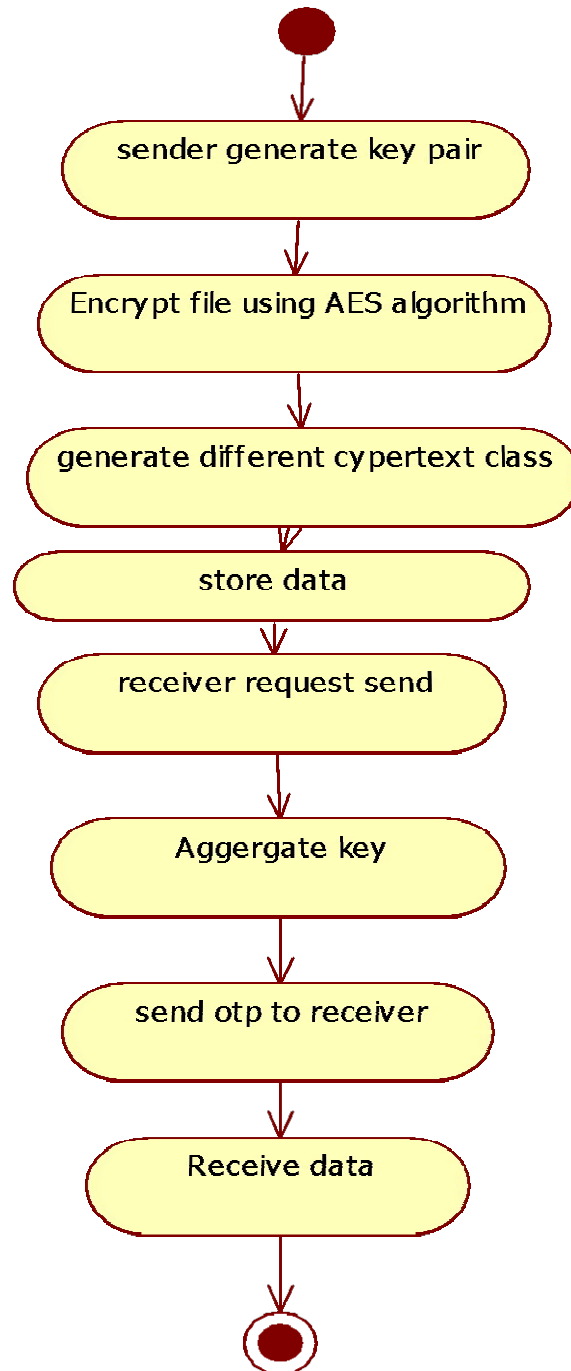 sender generate key pair
Encrypt file using AES algorithm
generate different cypertext class
store data
receiver request send
Aggergate key
send otp to receiver
Receive data